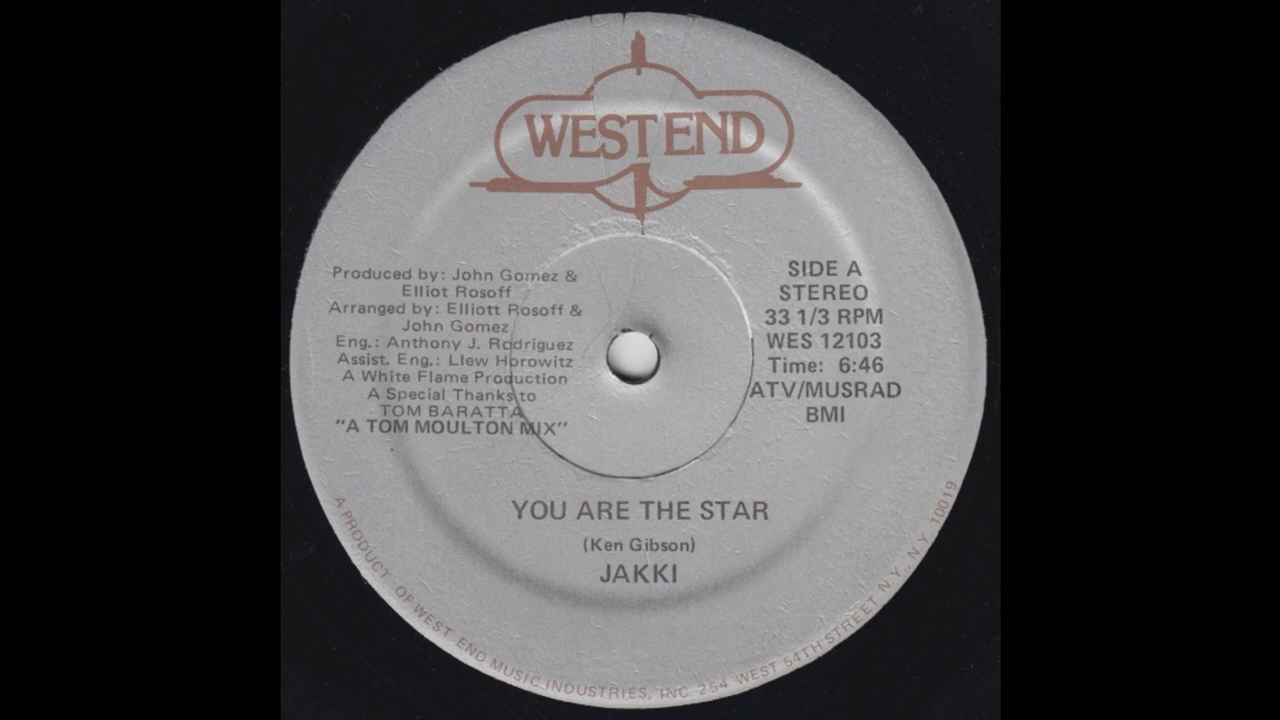 WEST END
Produced by: John Gomez &
Elliot Rosoff
Arranged by: Elliott Rosoff &
John Gomez
Eng.: Anthony J. Rodriguez
Assist. Eng.: Llew Horowitz
A White Flame Production
A Special Thanks to
TOM BARATTA
"A TOM MOULTON MIX"
SIDE A
STEREO
33 1/3 RPM
WES 12103
Time: 6:46
ATV/MUSRAD
BMI
YOU ARE THE STAR
(Ken Gibson)
JAKKI
A PRODUCT OF WEST END MUSIC INDUSTRIES, INC. 254 WEST 54TH STREET N.Y., N.Y. 10019